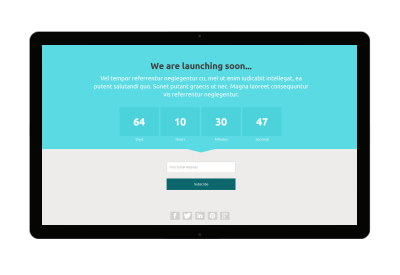 We are launching soon...
Vel tempor referrentur neglegentur cu, mel ut enim iudicabit intellegat, ea
putent salutandi quo. Sonet putant graecis ut nec. Magna laoreet consequuntur
vis referrentur neglegentur.
64 10 30 47
Days Hours Minutes Seconds
Your Email Address
Subscribe